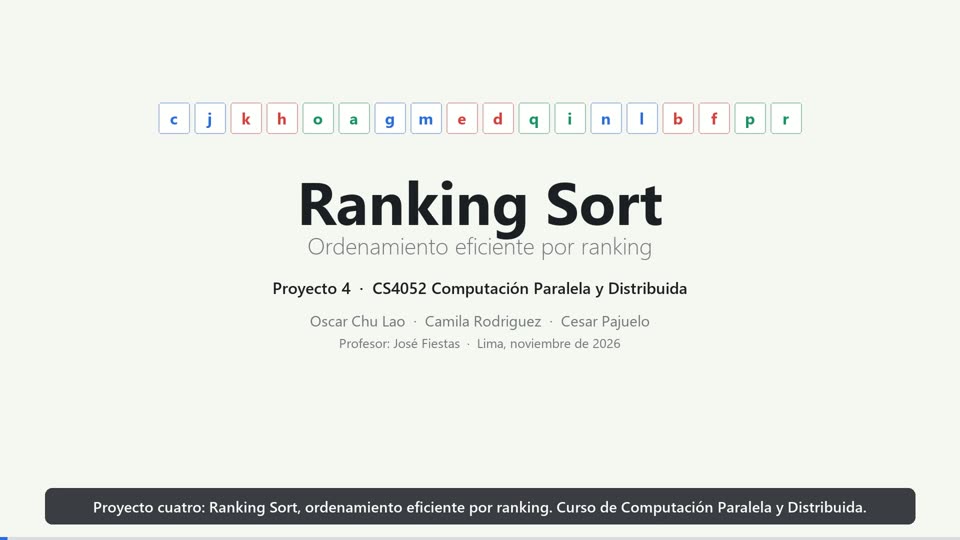 c j k h o a g m e d q i n l b f p r
Ranking Sort
Ordenamiento eficiente por ranking
Proyecto 4 · CS4052 Computación Paralela y Distribuida
Oscar Chu Lao · Camila Rodriguez · Cesar Pajuelo
Profesor: José Fiestas · Lima, noviembre de 2026
Proyecto cuatro: Ranking Sort, ordenamiento eficiente por ranking. Curso de Computación Paralela y Distribuida.